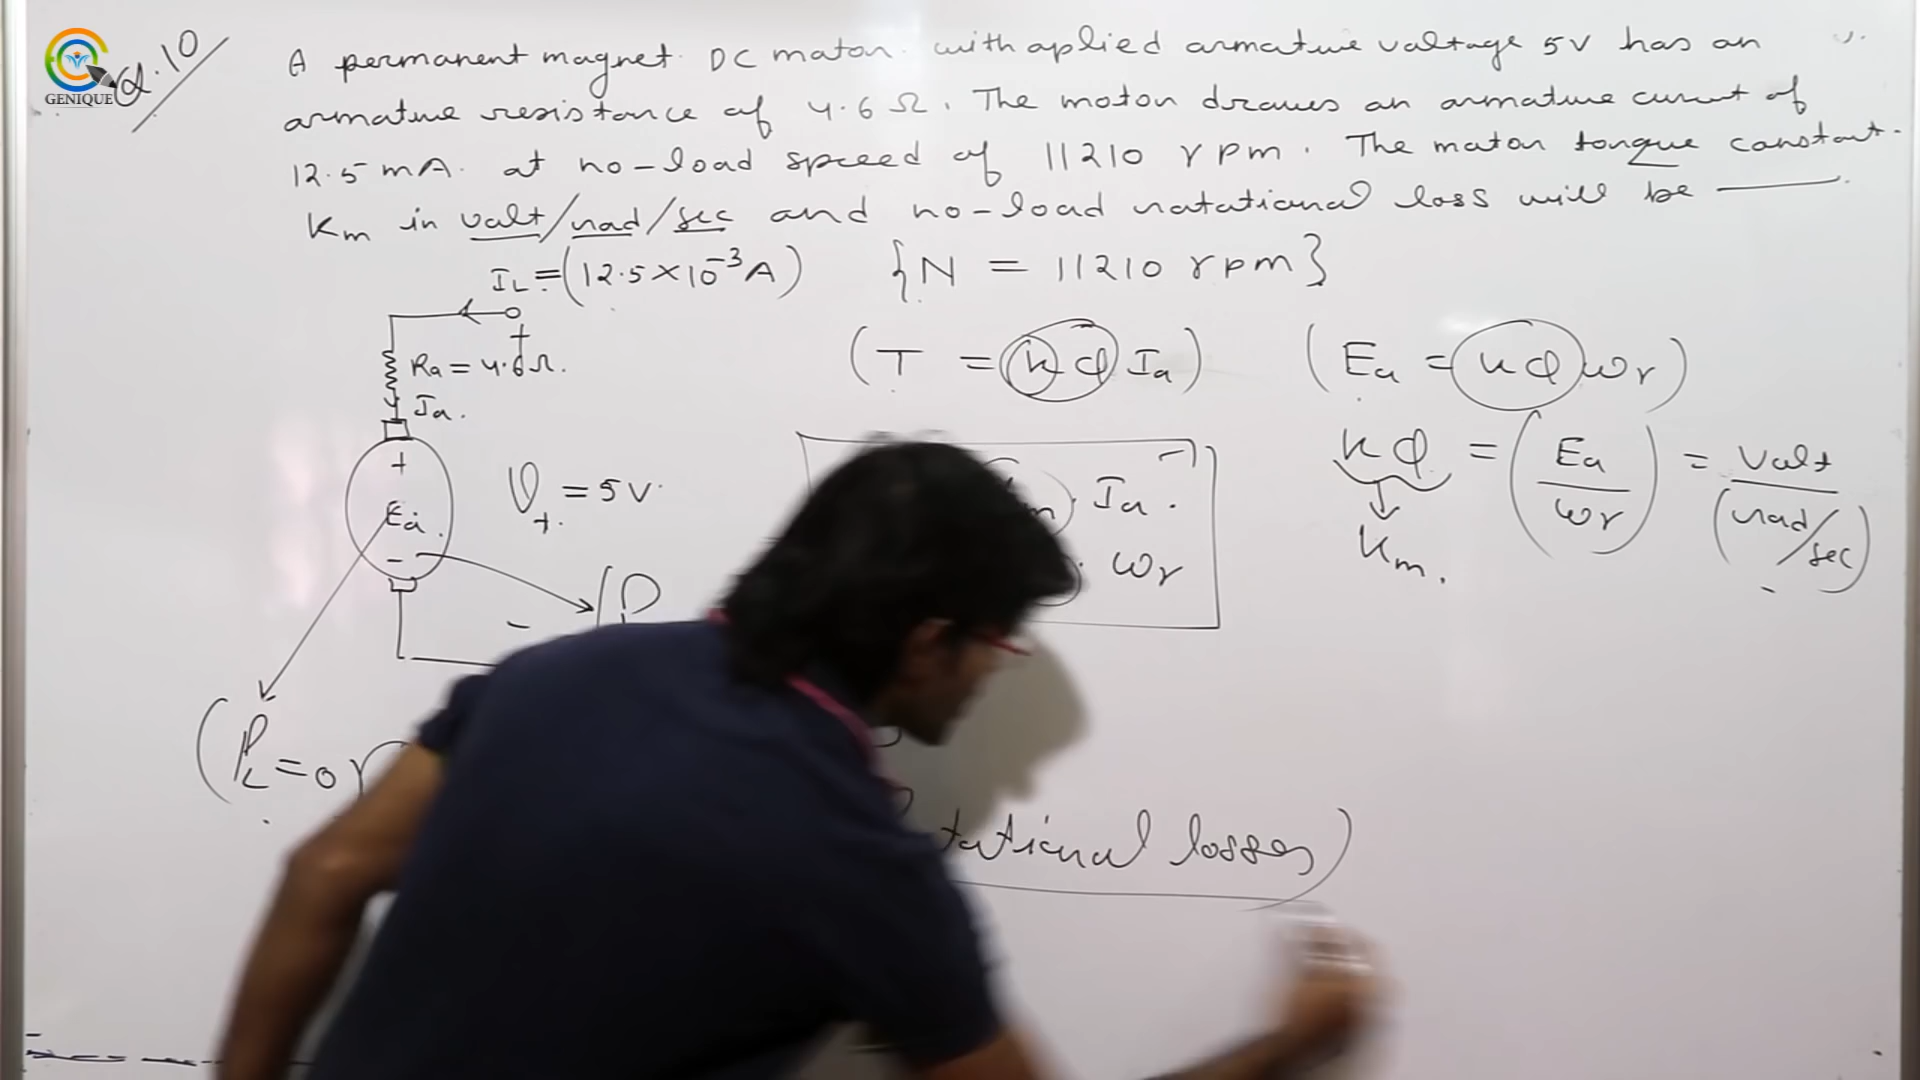 GENIQUE
Q.10
A permanent magnet DC motor with aplied armature voltage 5V has an
armature resistance of 4.6Ω. The motor draws an armature current of
12.5 mA. at no-load speed of 11210 rpm. The motor torque constant.
Km in volt/rad/sec and no-load rotational loss will be ———.
IL = (12.5×10⁻³A) {N = 11210 rpm}
(T = kφ Ia) (Ea = kφωr)
Ra = 4.6Ω.
Ia.
+
+
Ea.
-
Vt = 5V.
-
Ia.
ωr
kφ = (Ea/ωr) = Volt/(rad/sec)
Km.
(P
(PL = 0
tational losses)